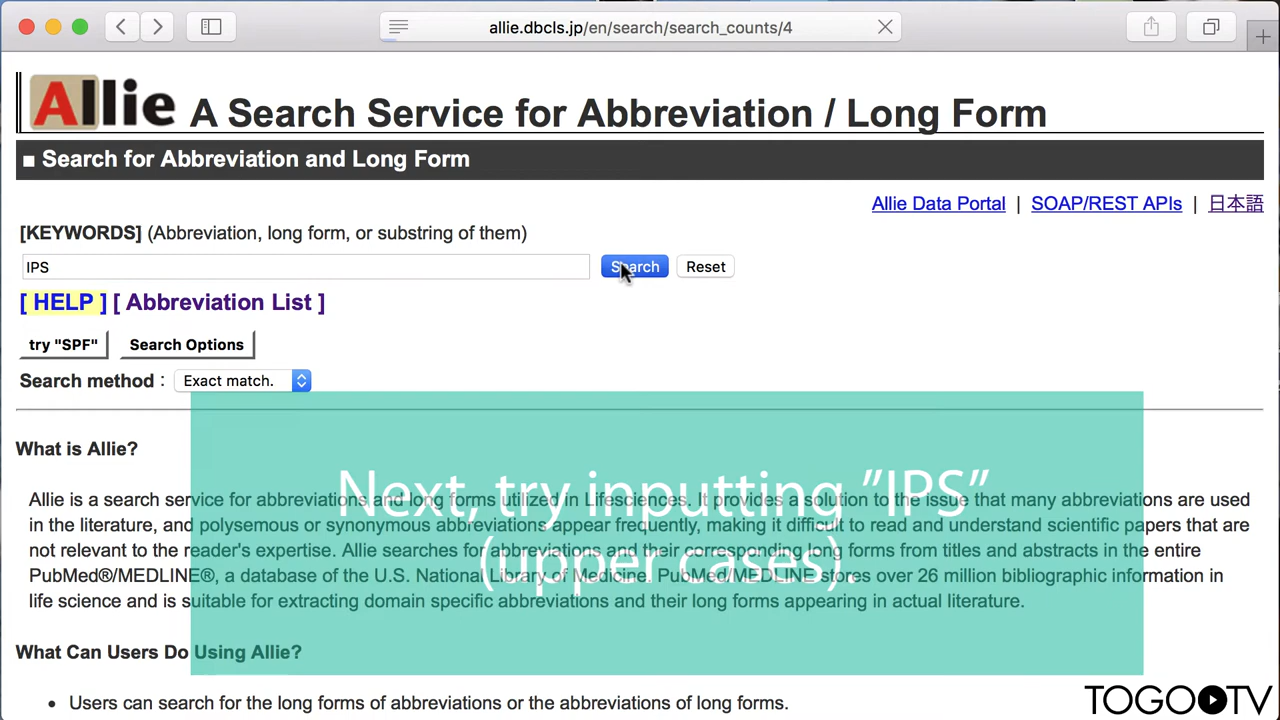 allie.dbcls.jp/en/search/search_counts/4
Allie A Search Service for Abbreviation / Long Form
■ Search for Abbreviation and Long Form
Allie Data Portal | SOAP/REST APIs | 日本語
[KEYWORDS] (Abbreviation, long form, or substring of them)
IPS Search Reset
[ HELP ] [ Abbreviation List ]
try "SPF" Search Options
Search method : Exact match.
What is Allie?
Allie is a search service for abbreviations and long forms utilized in Lifesciences. It provides a solution to the issue that many abbreviations are used
in the literature, and polysemous or synonymous abbreviations appear frequently, making it difficult to read and understand scientific papers that are
not relevant to the reader's expertise. Allie searches for abbreviations and their corresponding long forms from titles and abstracts in the entire
PubMed®/MEDLINE®, a database of the U.S. National Library of Medicine. PubMed/MEDLINE stores over 26 million bibliographic information in
life science and is suitable for extracting domain specific abbreviations and their long forms appearing in actual literature.
Next, try inputting "IPS"
(upper cases).
What Can Users Do Using Allie?
• Users can search for the long forms of abbreviations or the abbreviations of long forms.
TOGO TV